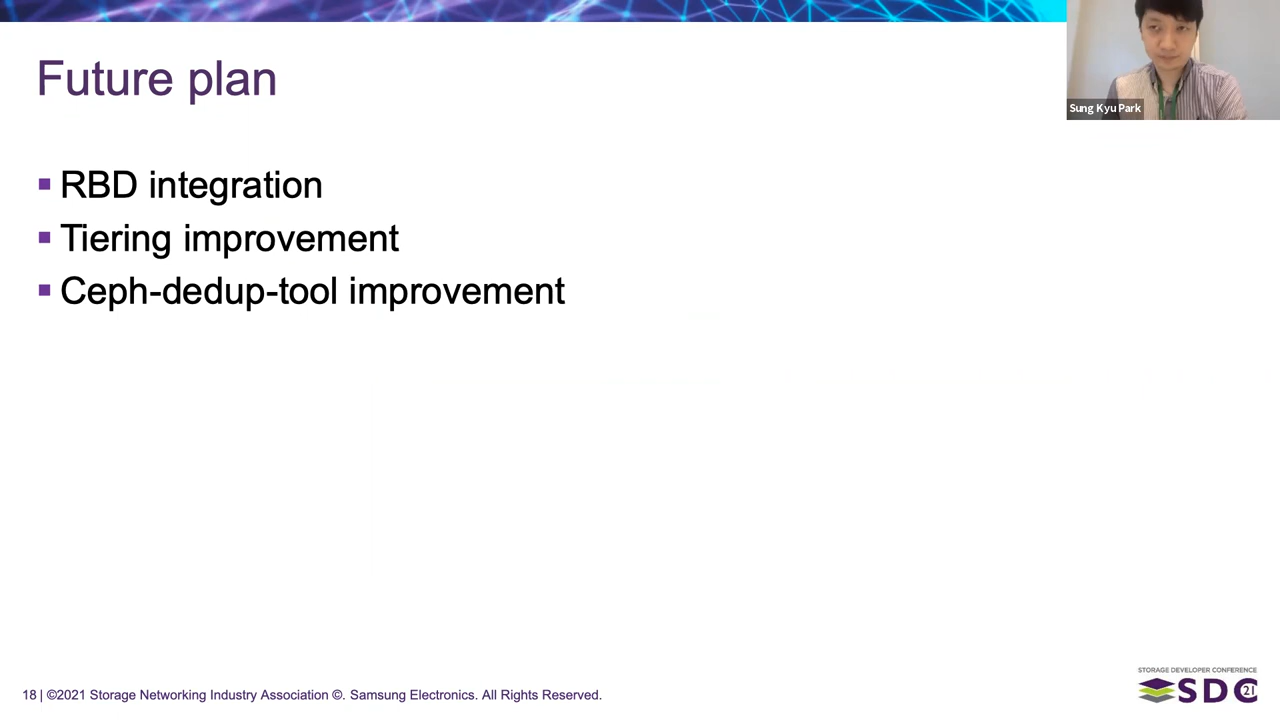 Future plan
Sung Kyu Park
RBD integration
Tiering improvement
Ceph-dedup-tool improvement
18 | ©2021 Storage Networking Industry Association ©. Samsung Electronics. All Rights Reserved.
STORAGE DEVELOPER CONFERENCE
SDC 21